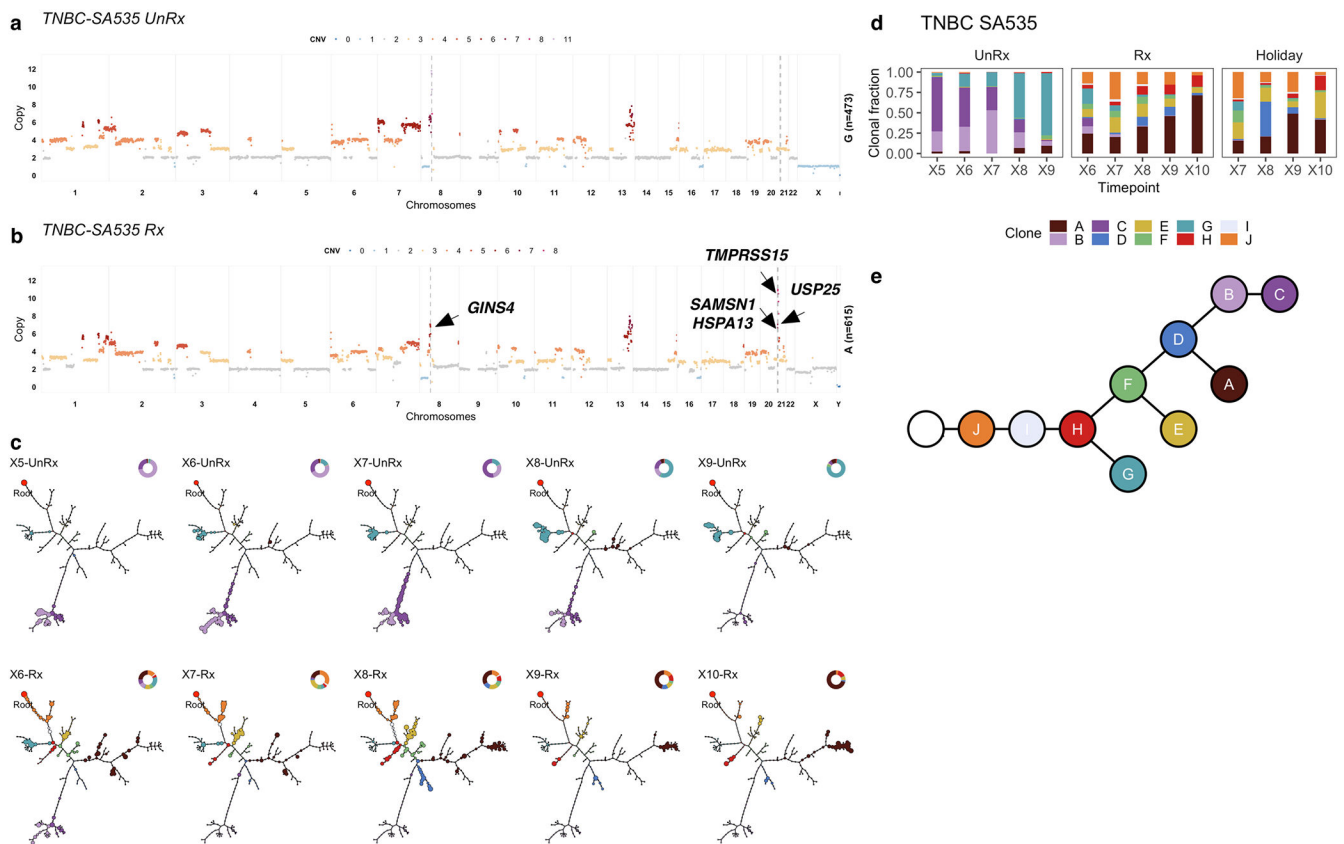 a
TNBC-SA535 UnRx
CNV 0 1 2 3 4 5 6 7 8 11
Copy
12
10
8
6
4
2
0
1 2 3 4 5 6 7 8 9 10 11 12 13 14 15 16 17 18 19 20 21 22 X
Chromosomes
G (n=473)
b
TNBC-SA535 Rx
CNV 0 1 2 3 4 5 6 7 8
Copy
12
10
8
6
4
2
0
GINS4
TMPRSS15
USP25
SAMSN1
HSPA13
1 2 3 4 5 6 7 8 9 10 11 12 13 14 15 16 17 18 19 20 21 22 X Y
Chromosomes
A (n=615)
c
X5-UnRx X6-UnRx X7-UnRx X8-UnRx X9-UnRx
Root Root Root Root Root
X6-Rx X7-Rx X8-Rx X9-Rx X10-Rx
Root Root Root Root Root
d
TNBC SA535
UnRx Rx Holiday
Clonal fraction
1.00
0.75
0.50
0.25
0.00
X5 X6 X7 X8 X9 X6 X7 X8 X9 X10 X7 X8 X9 X10
Timepoint
Clone
A C E G I
B D F H J
e
B C
D
F A
J I H E
G